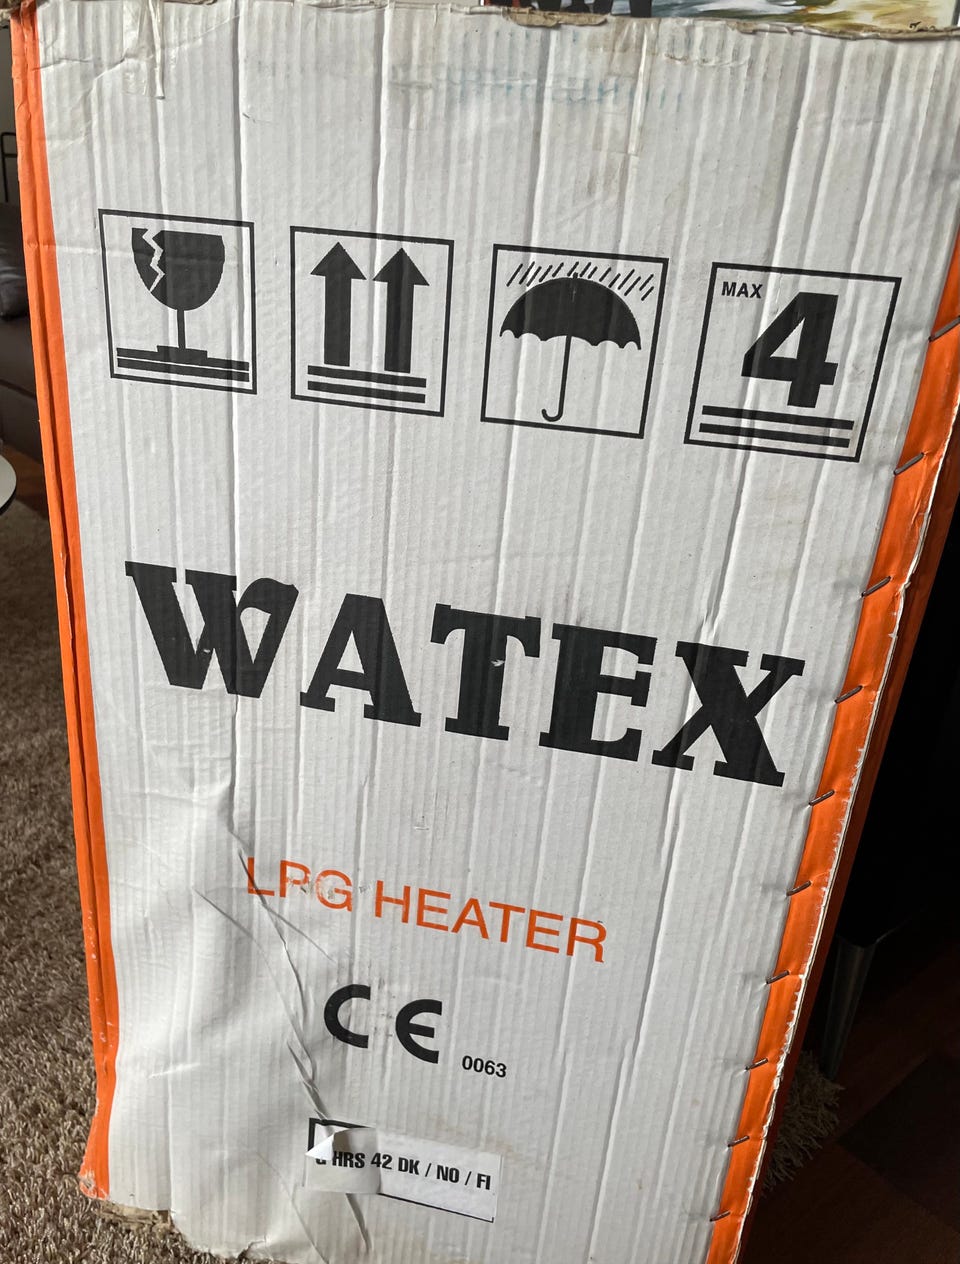 MAX
4
WATEX
LPG HEATER
CE 0063
HRS 42 DK / NO / FI